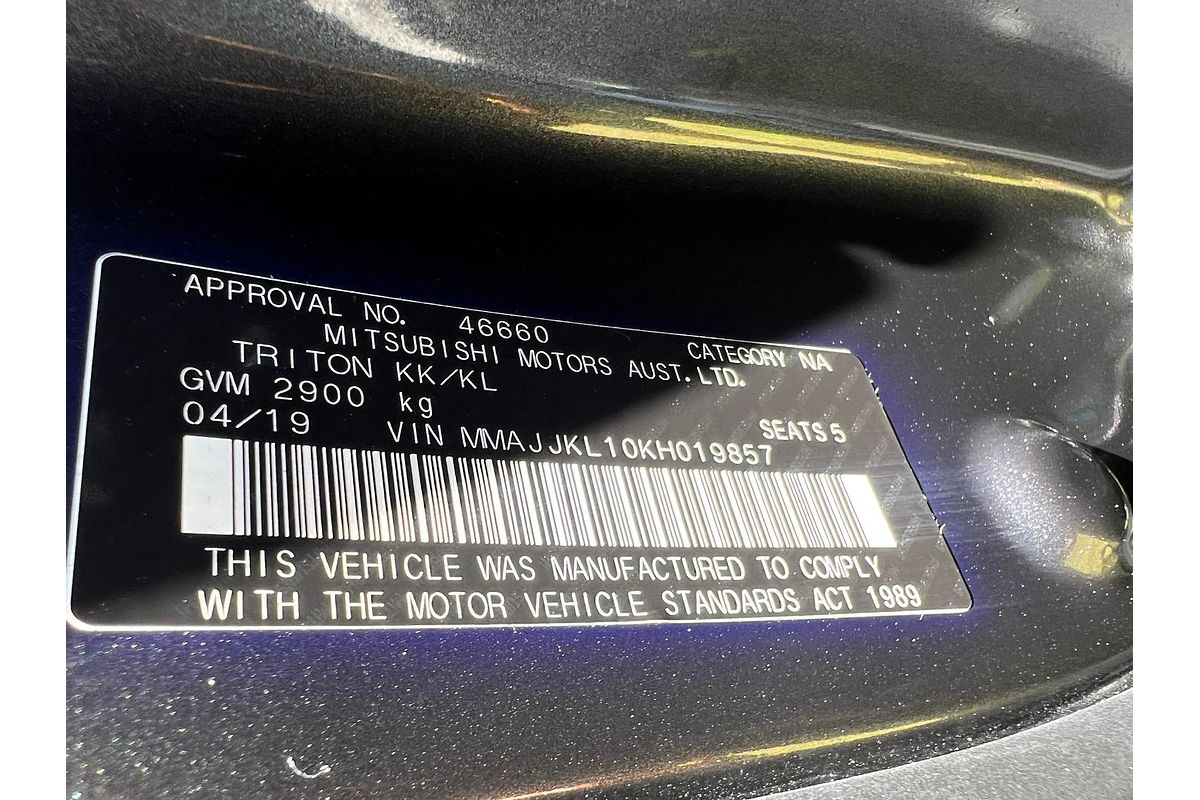 APPROVAL NO. 46660 CATEGORY NA
MITSUBISHI MOTORS AUST. LTD.
TRITON KK/KL
GVM 2900 kg SEATS 5
04/19 VIN MMAJJKL10KH019857
THIS VEHICLE WAS MANUFACTURED TO COMPLY
WITH THE MOTOR VEHICLE STANDARDS ACT 1989